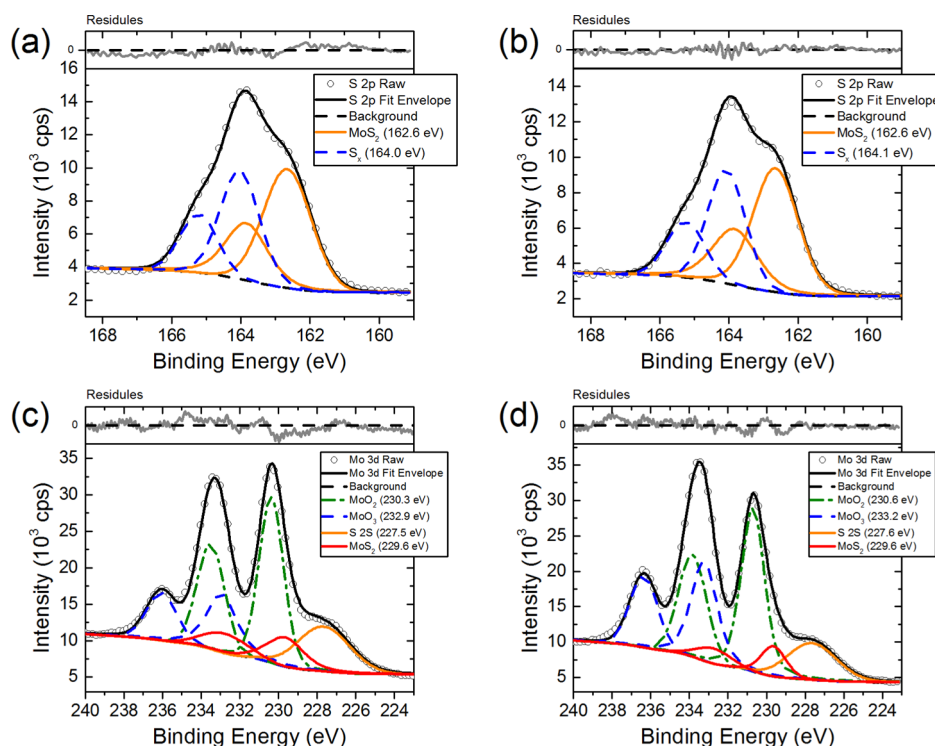 (a)
Residules
0
16
14
12
10
8
6
4
2
Intensity (10³ cps)
S 2p Raw
S 2p Fit Envelope
Background
MoS₂ (162.6 eV)
Sₓ (164.0 eV)
168 166 164 162 160
Binding Energy (eV)
(b)
Residules
0
14
12
10
8
6
4
2
Intensity (10³ cps)
S 2p Raw
S 2p Fit Envelope
Background
MoS₂ (162.6 eV)
Sₓ (164.1 eV)
168 166 164 162 160
Binding Energy (eV)
(c)
Residules
0
35
30
25
20
15
10
5
Intensity (10³ cps)
Mo 3d Raw
Mo 3d Fit Envelope
Background
MoO₂ (230.3 eV)
MoO₃ (232.9 eV)
S 2S (227.5 eV)
MoS₂ (229.6 eV)
240 238 236 234 232 230 228 226 224
Binding Energy (eV)
(d)
Residules
0
35
30
25
20
15
10
5
Intensity (10³ cps)
Mo 3d Raw
Mo 3d Fit Envelope
Background
MoO₂ (230.6 eV)
MoO₃ (233.2 eV)
S 2S (227.6 eV)
MoS₂ (229.6 eV)
240 238 236 234 232 230 228 226 224
Binding Energy (eV)